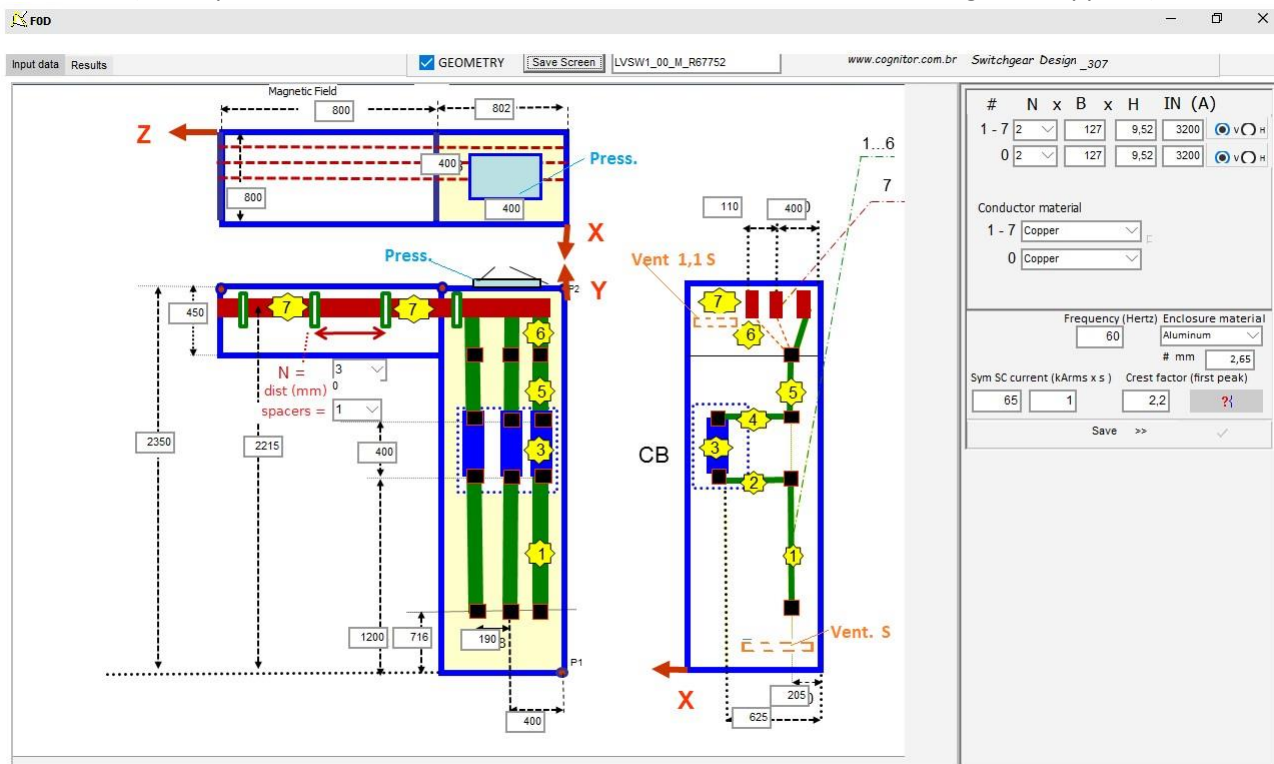 F0D
Input data Results
GEOMETRY Save Screen LVSW1_00_M_R67752 www.cognitor.com.br Switchgear Design _307
Magnetic Field
800 802
Z
400 Press.
800 400
X
Press.
Y
P2
450 7 7
6
N = 3
dist (mm) 0
spacers = 1
5
2350 2215 400
3
1
1200 716 190
P1
400
1...6
7
110 400
Vent 1,1 S
7
6
5
4
CB 3
2
1
Vent. S
X 205
625
# N x B x H IN (A)
1 - 7 2 127 9,52 3200 V H
0 2 127 9,52 3200 V H
Conductor material
1 - 7 Copper
0 Copper
Frequency (Hertz) Enclosure material
60 Aluminum
# mm 2,65
Sym SC current (kArms x s ) Crest factor (first peak)
65 1 2,2 ?
Save >>